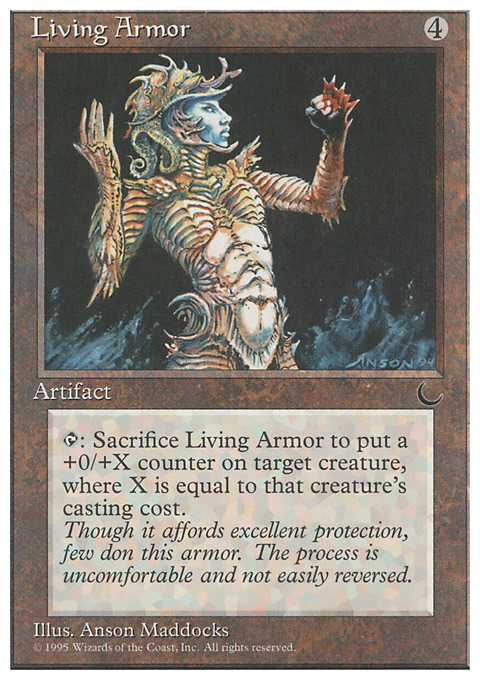 Living Armor 4
ANSON 94
Artifact
: Sacrifice Living Armor to put a
+0/+X counter on target creature,
where X is equal to that creature's
casting cost.
Though it affords excellent protection,
few don this armor. The process is
uncomfortable and not easily reversed.
Illus. Anson Maddocks
© 1995 Wizards of the Coast, Inc. All rights reserved.